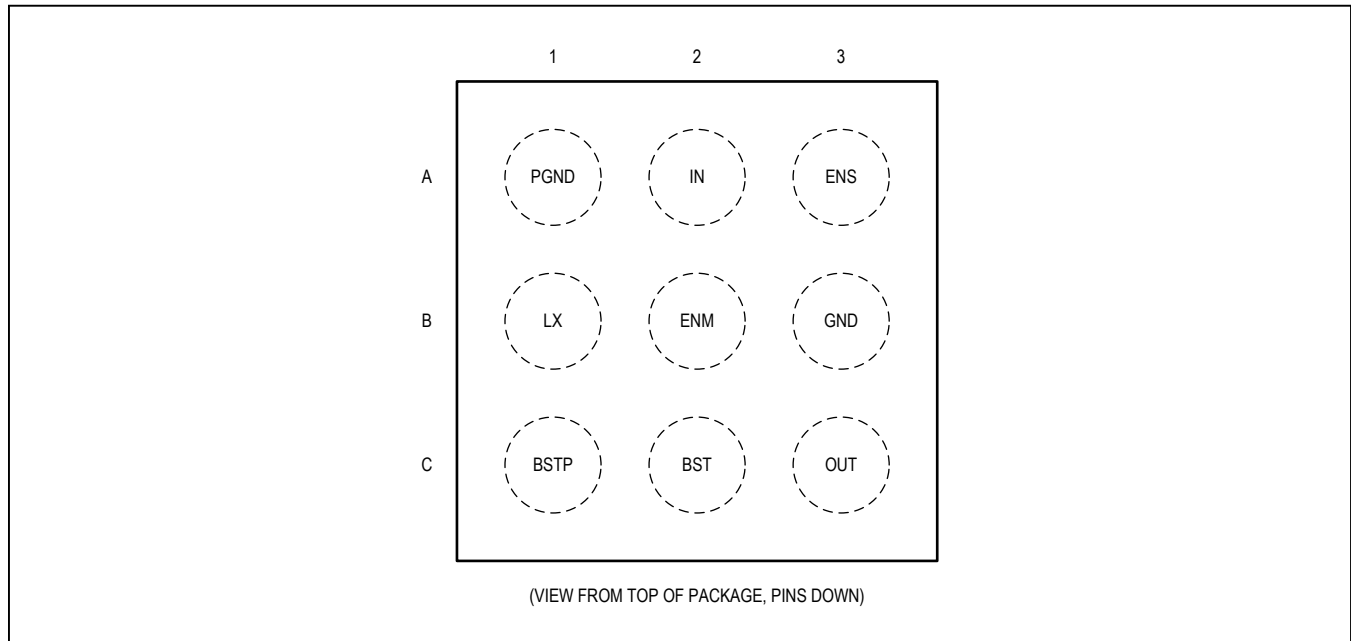 1 2 3
A PGND IN ENS
B LX ENM GND
C BSTP BST OUT
(VIEW FROM TOP OF PACKAGE, PINS DOWN)